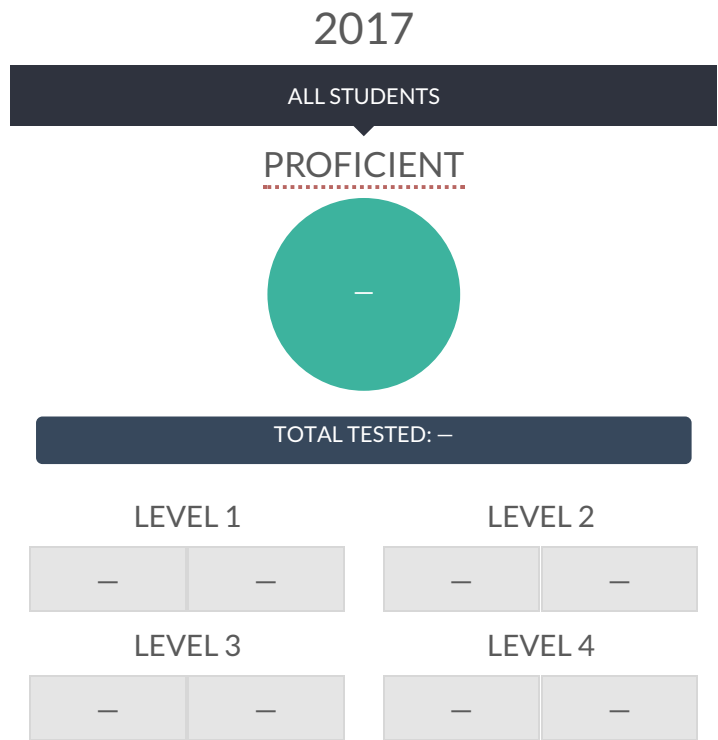 2017
ALL STUDENTS
PROFICIENT
—
TOTAL TESTED: —
LEVEL 1 LEVEL 2
— — — —
LEVEL 3 LEVEL 4
— — — —